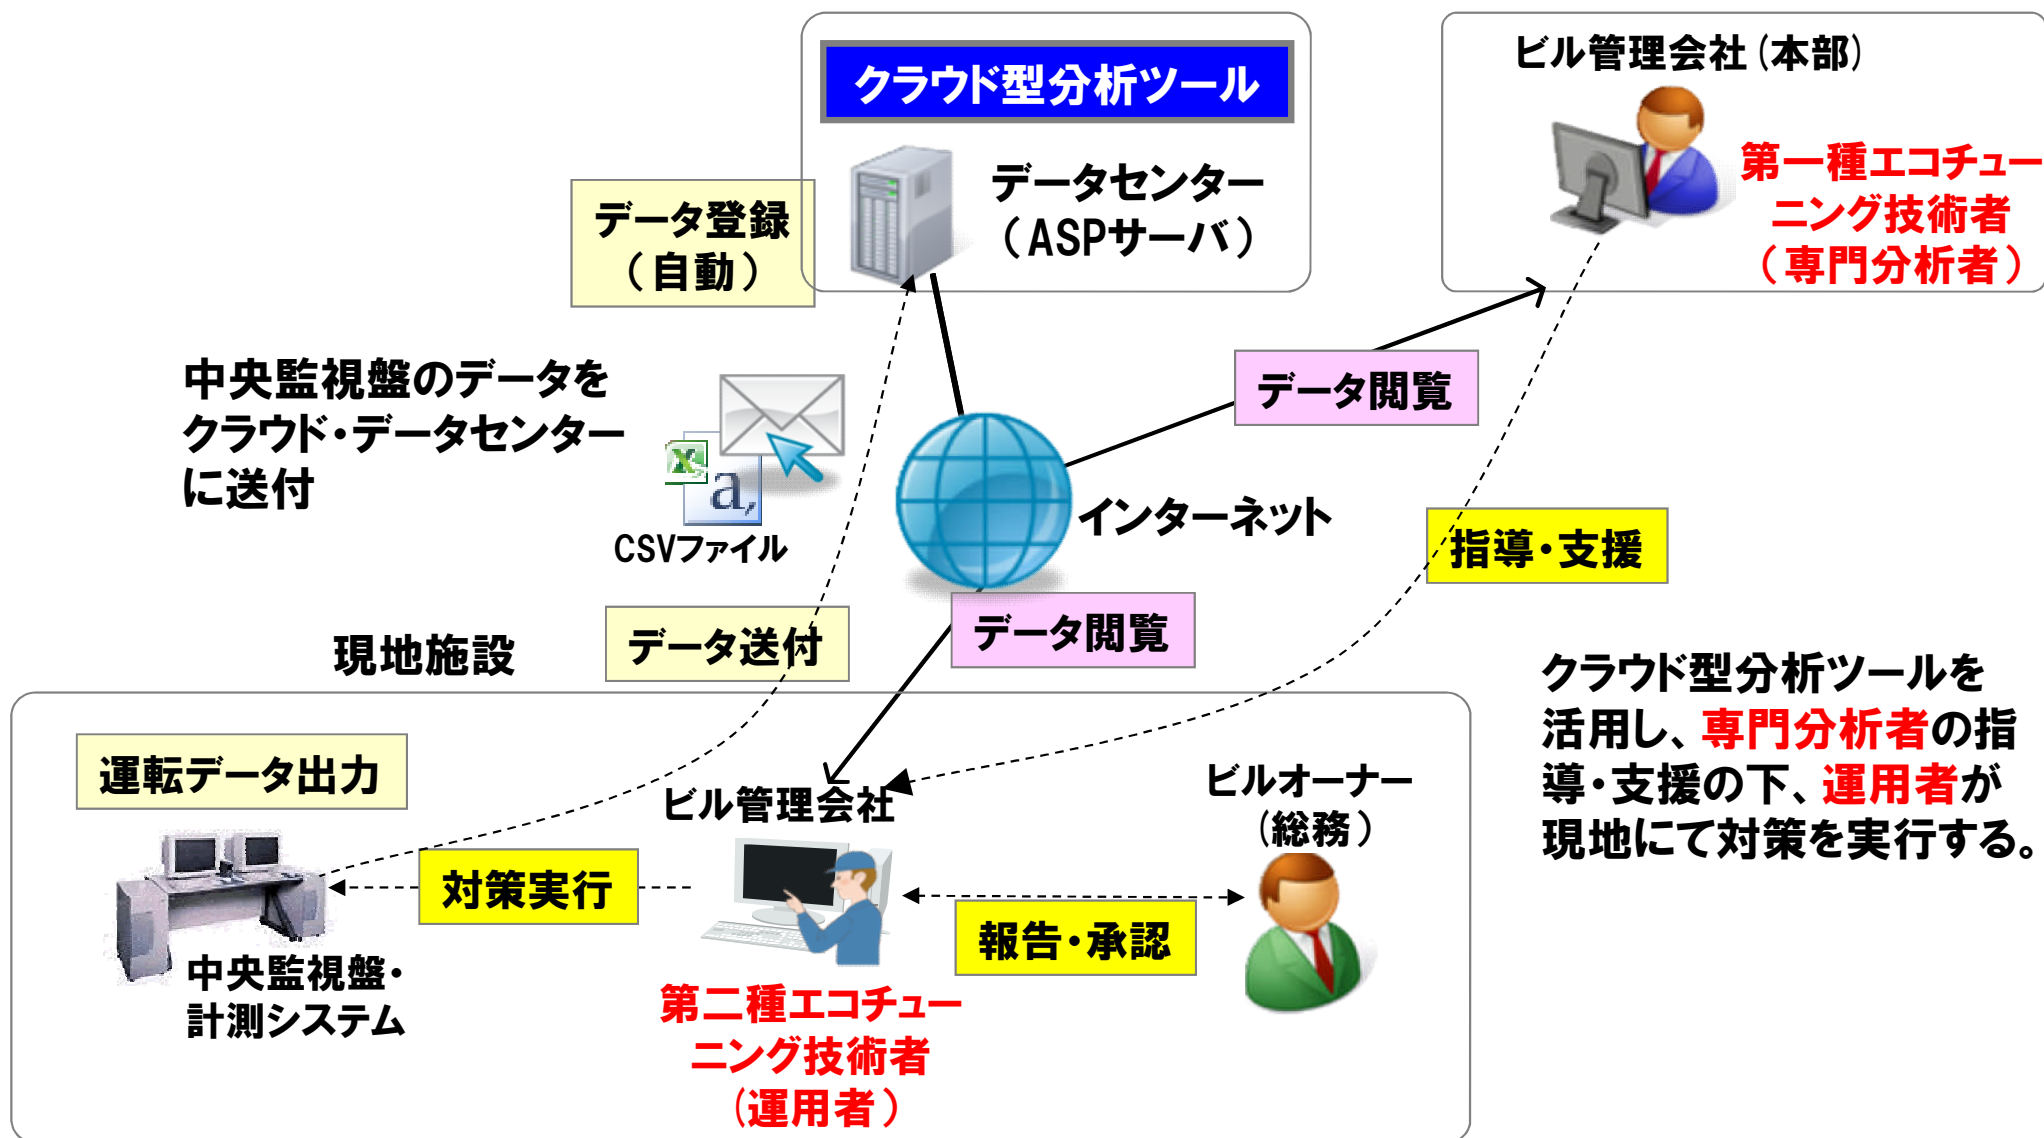 クラウド型分析ツール
データセンター
（ASPサーバ）
データ登録
（自動）
ビル管理会社(本部)
第一種エコチュー
ニング技術者
（専門分析者）
中央監視盤のデータを
クラウド・データセンター
に送付
a,
CSVファイル
データ閲覧
インターネット
指導・支援
データ送付
データ閲覧
現地施設
クラウド型分析ツールを
活用し、専門分析者の指
導・支援の下、運用者が
現地にて対策を実行する。
運転データ出力
ビル管理会社
ビルオーナー
(総務)
対策実行
報告・承認
中央監視盤・
計測システム
第二種エコチュー
ニング技術者
(運用者)